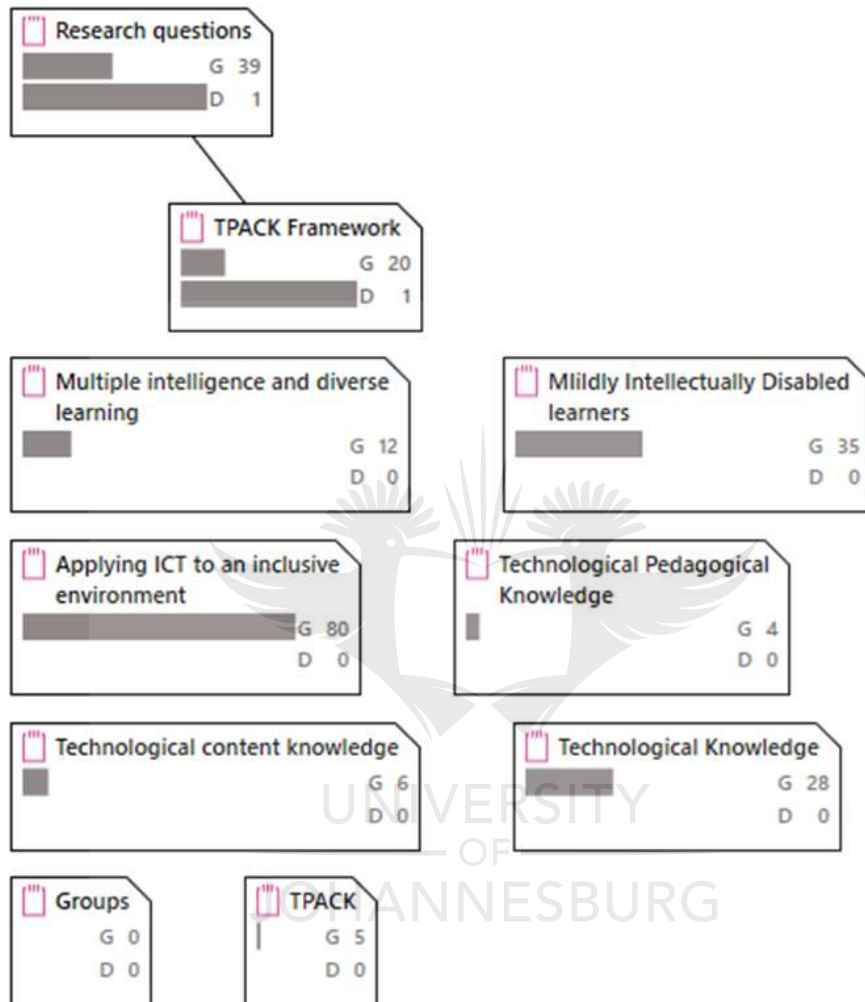 Research questions
G 39
D 1
TPACK Framework
G 20
D 1
Multiple intelligence and diverse
learning
G 12
D 0
MIildly Intellectually Disabled
learners
G 35
D 0
Applying ICT to an inclusive
environment
G 80
D 0
Technological Pedagogical
Knowledge
G 4
D 0
Technological content knowledge
G 6
D 0
Technological Knowledge
G 28
D 0
UNIVERSITY
OF
JOHANNESBURG
Groups
G 0
D 0
TPACK
G 5
D 0